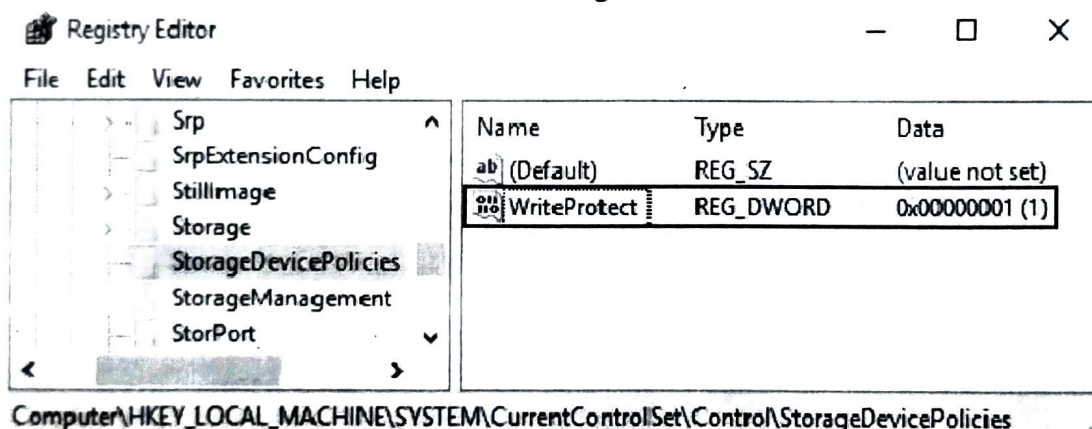 Registry Editor
File Edit View Favorites Help
Srp
SrpExtensionConfig
StillImage
Storage
StorageDevicePolicies
StorageManagement
StorPort
Name Type Data
(Default) REG_SZ (value not set)
WriteProtect REG_DWORD 0x00000001 (1)
Computer\HKEY_LOCAL_MACHINE\SYSTEM\CurrentControlSet\Control\StorageDevicePolicies